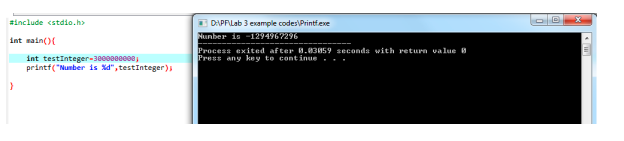 #include <stdio.h>
int main(){
int testInteger=3000000000;
printf("Number is %d",testInteger);
}
D:\PF\Lab 3 example codes\Printf.exe
Number is -1294967296
--------------------------------
Process exited after 0.03059 seconds with return value 0
Press any key to continue . . .